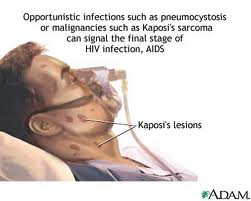 Opportunistic infections such as pneumocystosis
or malignancies such as Kaposi's sarcoma
can signal the final stage of
HIV infection, AIDS
Kaposi's lesions
ADAM